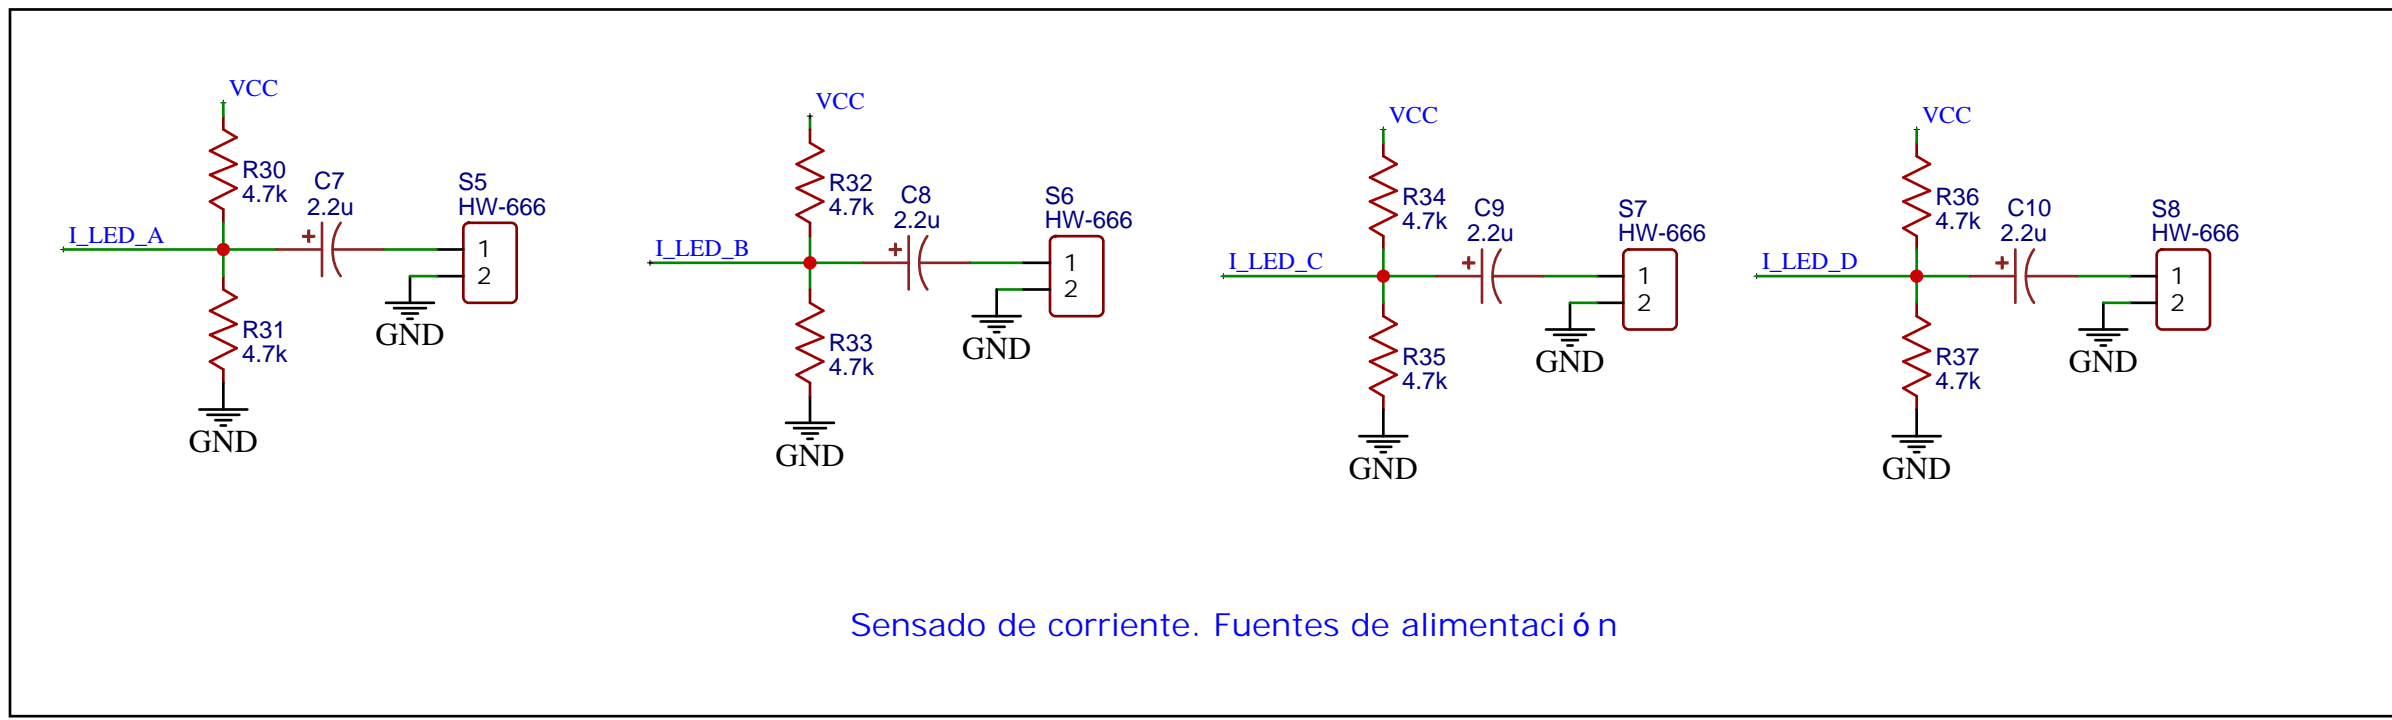 VCC
R30
4.7k
C7
2.2u
S5
HW-666
I_LED_A
1
2
GND
R31
4.7k
GND
VCC
R32
4.7k
C8
2.2u
S6
HW-666
I_LED_B
1
2
GND
R33
4.7k
GND
VCC
R34
4.7k
C9
2.2u
S7
HW-666
I_LED_C
1
2
GND
R35
4.7k
GND
VCC
R36
4.7k
C10
2.2u
S8
HW-666
I_LED_D
1
2
GND
R37
4.7k
GND
Sensado de corriente. Fuentes de alimentación